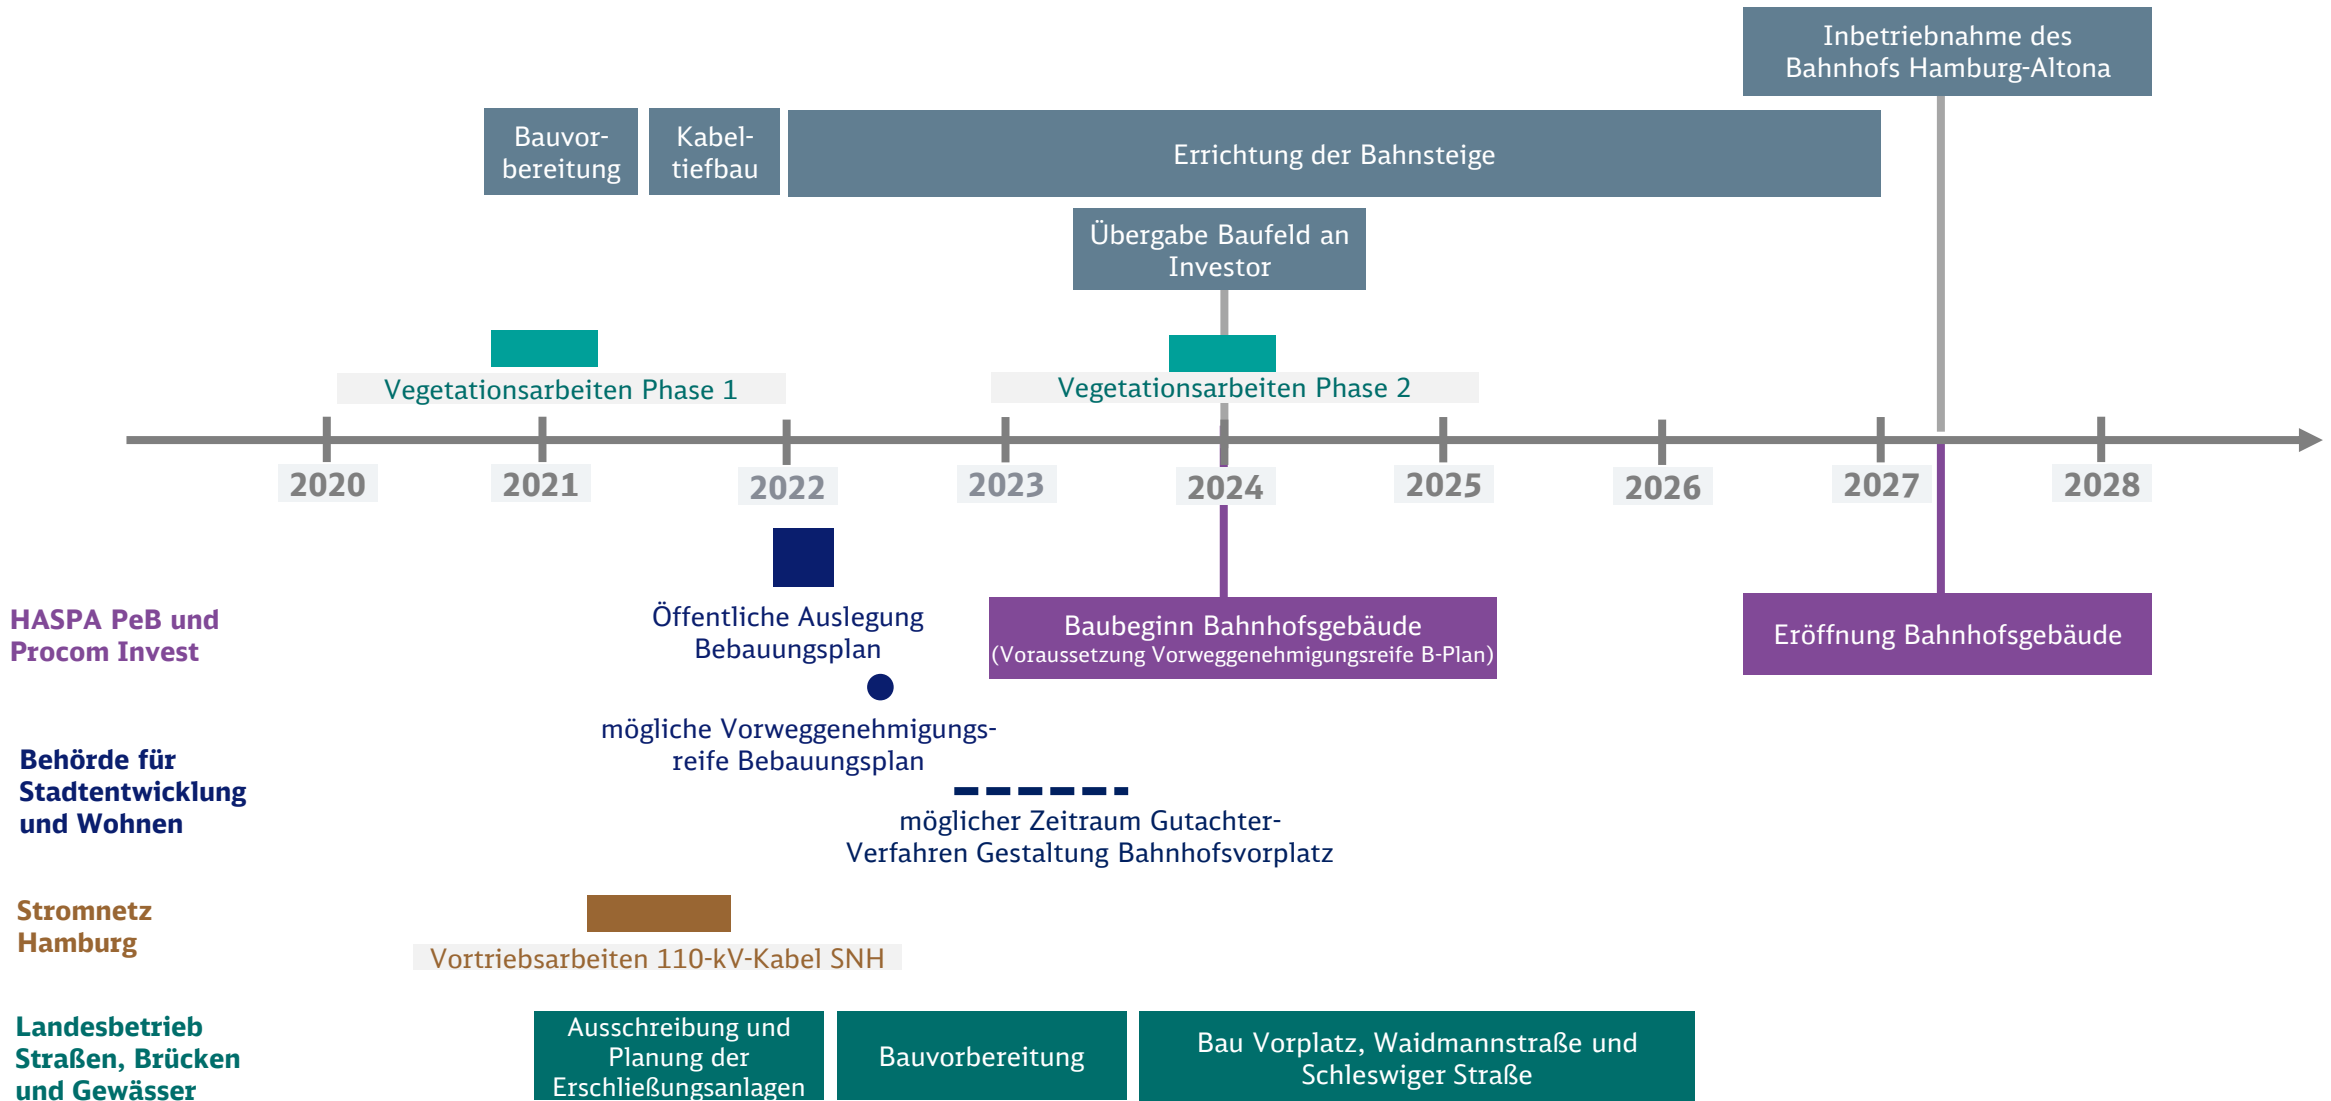 Inbetriebnahme des
Bahnhofs Hamburg-Altona
Bauvor-
bereitung
Kabel-
tiefbau
Errichtung der Bahnsteige
Übergabe Baufeld an
Investor
Vegetationsarbeiten Phase 1
Vegetationsarbeiten Phase 2
2020
2021
2022
2023
2024
2025
2026
2027
2028
HASPA PeB und
Procom Invest
Öffentliche Auslegung
Bebauungsplan
Baubeginn Bahnhofsgebäude
(Voraussetzung Vorweggenehmigungsreife B-Plan)
Eröffnung Bahnhofsgebäude
mögliche Vorweggenehmigungs-
reife Bebauungsplan
Behörde für
Stadtentwicklung
und Wohnen
möglicher Zeitraum Gutachter-
Verfahren Gestaltung Bahnhofsvorplatz
Stromnetz
Hamburg
Vortriebsarbeiten 110-kV-Kabel SNH
Landesbetrieb
Straßen, Brücken
und Gewässer
Ausschreibung und
Planung der
Erschließungsanlagen
Bauvorbereitung
Bau Vorplatz, Waidmannstraße und
Schleswiger Straße